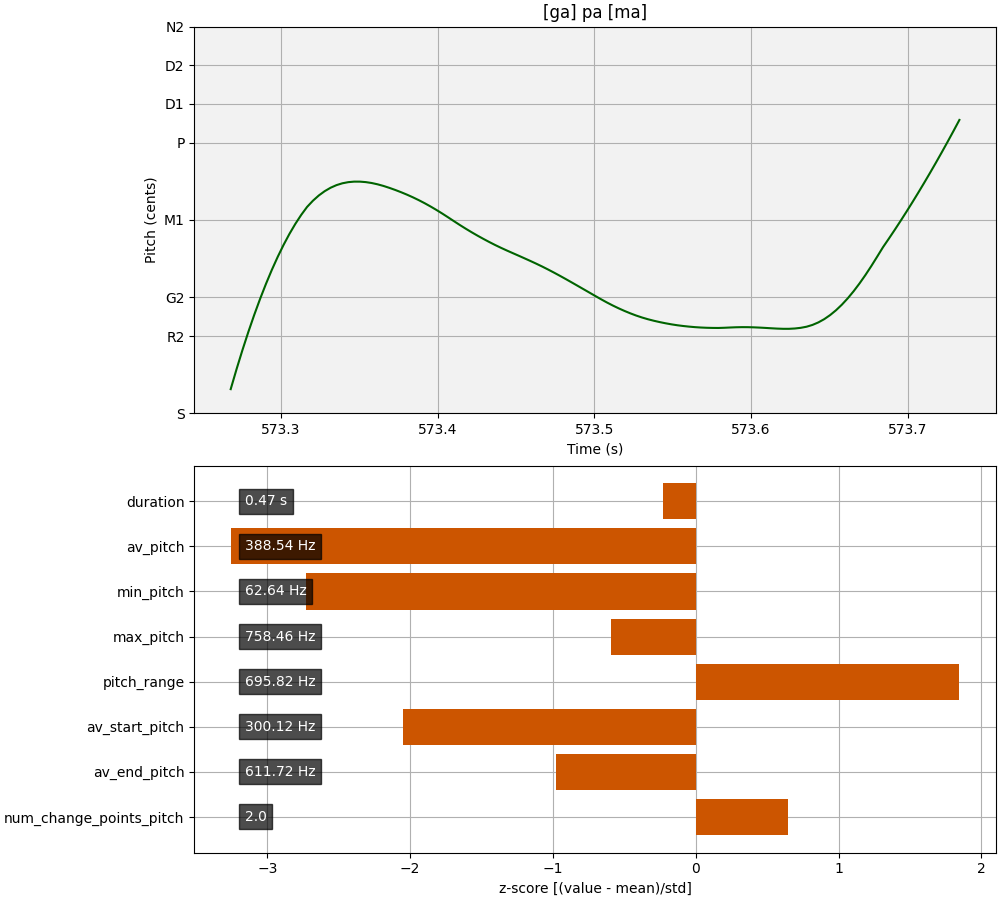 [ga] pa [ma]
N2
D2
D1
P
M1
G2
R2
S
Pitch (cents)
573.3 573.4 573.5 573.6 573.7
Time (s)
duration 0.47 s
av_pitch 388.54 Hz
min_pitch 62.64 Hz
max_pitch 758.46 Hz
pitch_range 695.82 Hz
av_start_pitch 300.12 Hz
av_end_pitch 611.72 Hz
num_change_points_pitch 2.0
−3 −2 −1 0 1 2
z-score [(value - mean)/std]